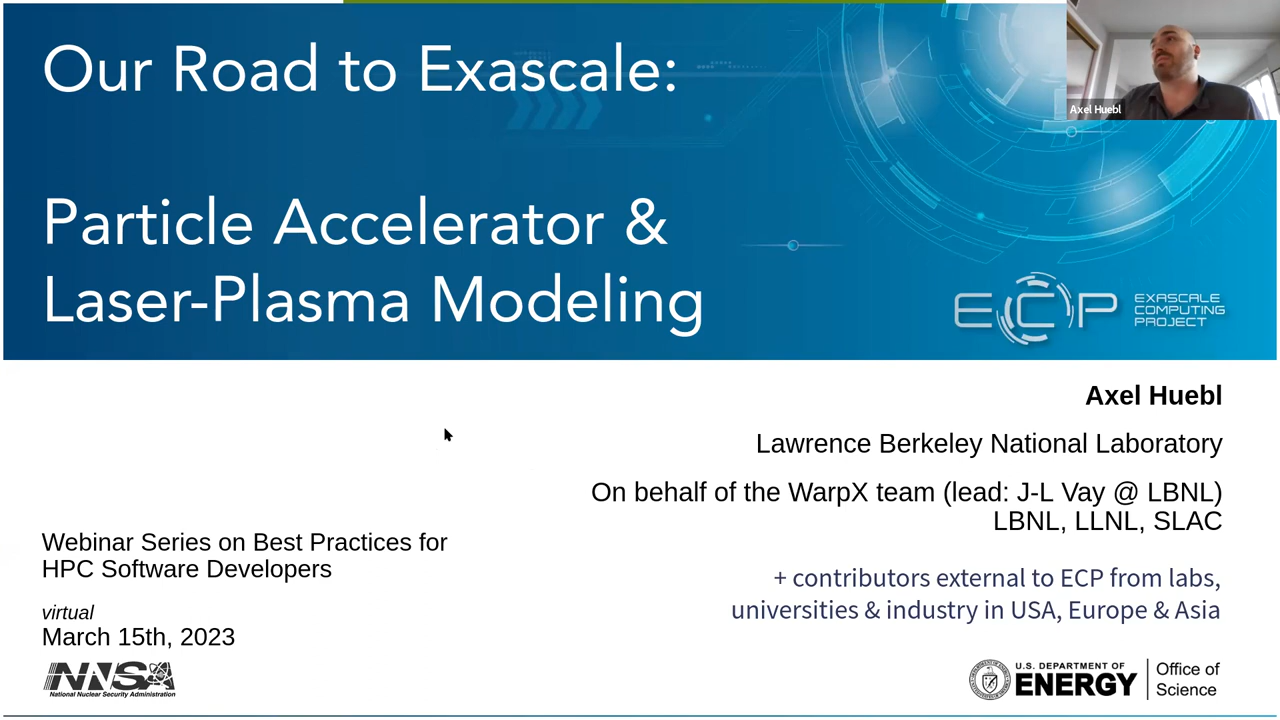 Our Road to Exascale:
Particle Accelerator &
Laser-Plasma Modeling
Axel Huebl
ECP
EXASCALE
COMPUTING
PROJECT
Axel Huebl
Lawrence Berkeley National Laboratory
On behalf of the WarpX team (lead: J-L Vay @ LBNL)
LBNL, LLNL, SLAC
+ contributors external to ECP from labs,
universities & industry in USA, Europe & Asia
Webinar Series on Best Practices for
HPC Software Developers
virtual
March 15th, 2023
NNSA
National Nuclear Security Administration
U.S. DEPARTMENT OF
ENERGY
Office of
Science